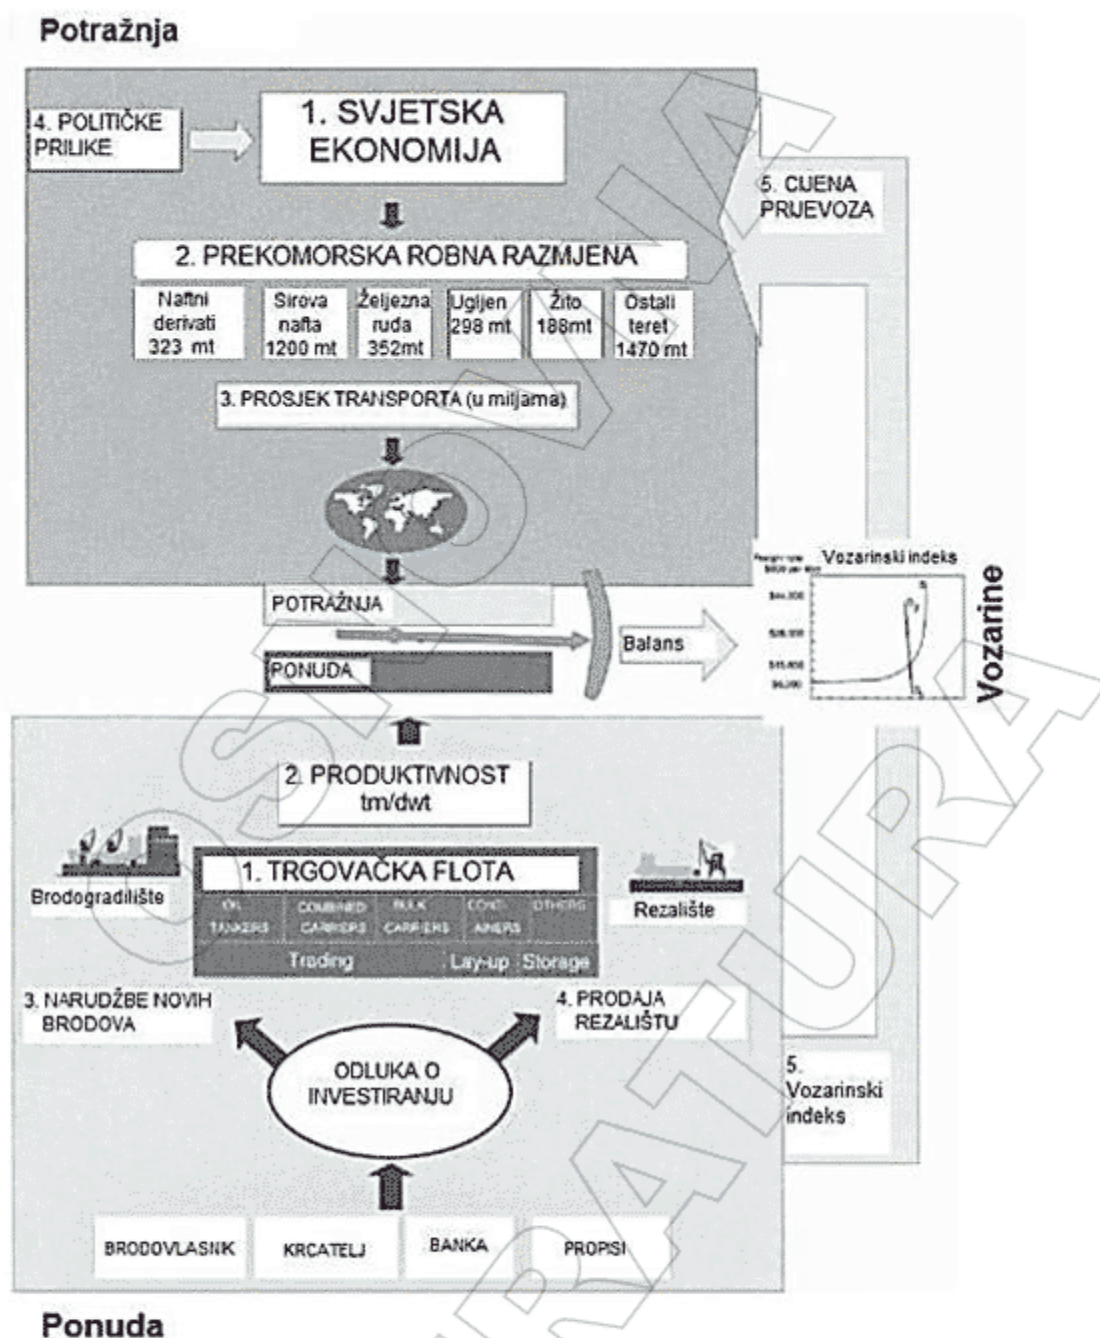 Potražnja
4. POLITIČKE
PRILIKE
1. SVJETSKA
EKONOMIJA
5. CIJENA
PRIJEVOZA
2. PREKOMORSKA ROBNA RAZMJENA
Naftni
derivati
323 mt
Sirova
nafta
1200 mt
Željezna
ruda
352mt
Ugljen
298 mt
Žito
188mt
Ostali
teret
1470 mt
3. PROSJEK TRANSPORTA (u miljama)
POTRAŽNJA
PONUDA
Balans
Vozarinski indeks
Vozarine
2. PRODUKTIVNOST
tm/dwt
Brodogradilište
1. TRGOVAČKA FLOTA
OIL
TANKERS
COMBINED
CARRIERS
BULK
CARRIERS
CONT-
AINERS
OTHERS
Trading
Lay-up
Storage
Rezalište
3. NARUDŽBE NOVIH
BRODOVA
4. PRODAJA
REZALIŠTU
ODLUKA O
INVESTIRANJU
5.
Vozarinski
indeks
BRODOVLASNIK
KRCATELJ
BANKA
PROPISI
Ponuda